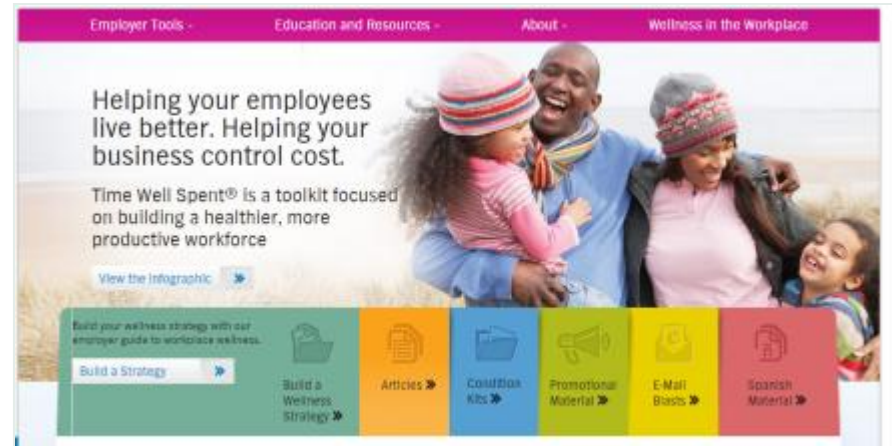 Employer Tools -
Education and Resources -
About -
Wellness in the Workplace
Helping your employees
live better. Helping your
business control cost.
Time Well Spent® is a toolkit focused
on building a healthier, more
productive workforce
View the Infographic »
Build your wellness strategy with our
employer guide to workplace wellness.
Build a Strategy »
Build a
Wellness
Strategy »
Articles »
Condition
Kits »
Promotional
Material »
E-Mail
Blasts »
Spanish
Material »